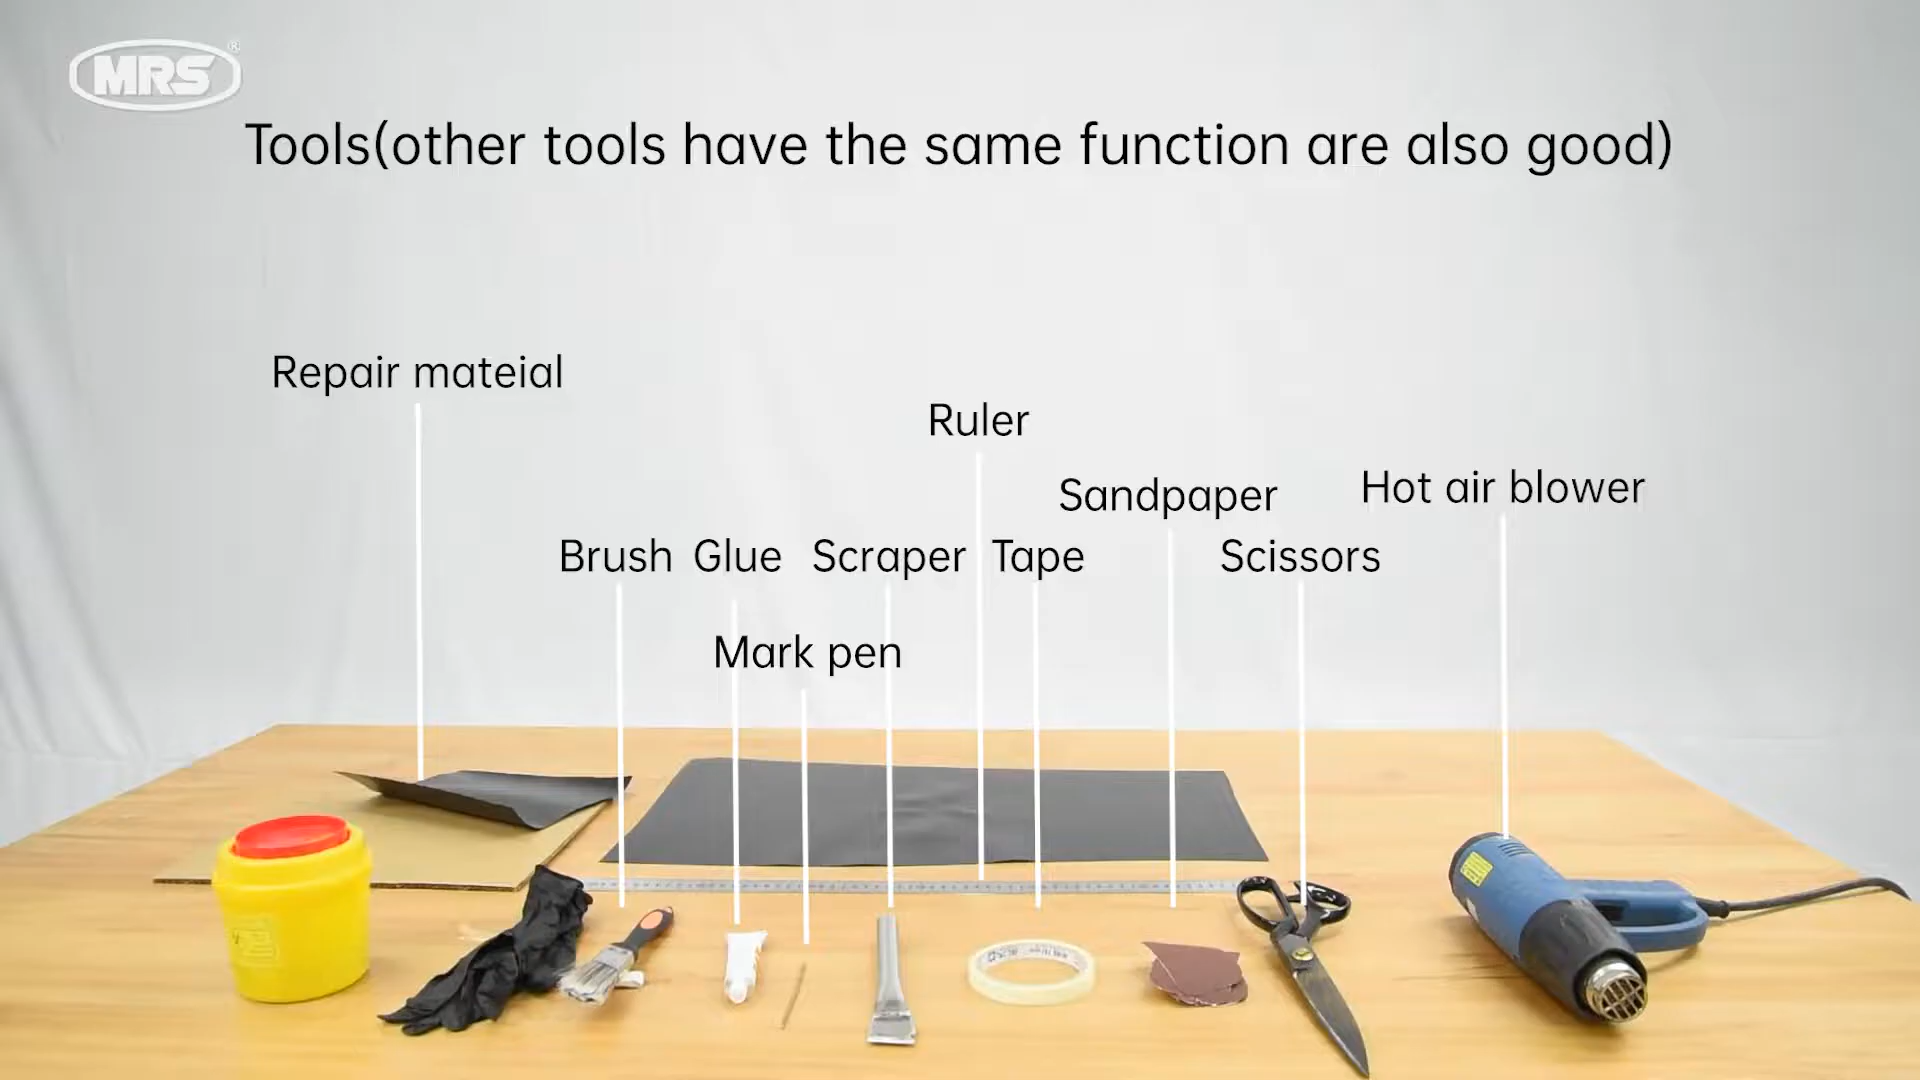 MRS®
Tools(other tools have the same function are also good)
Repair mateial
Ruler
Sandpaper
Hot air blower
Brush
Glue
Scraper
Tape
Scissors
Mark pen